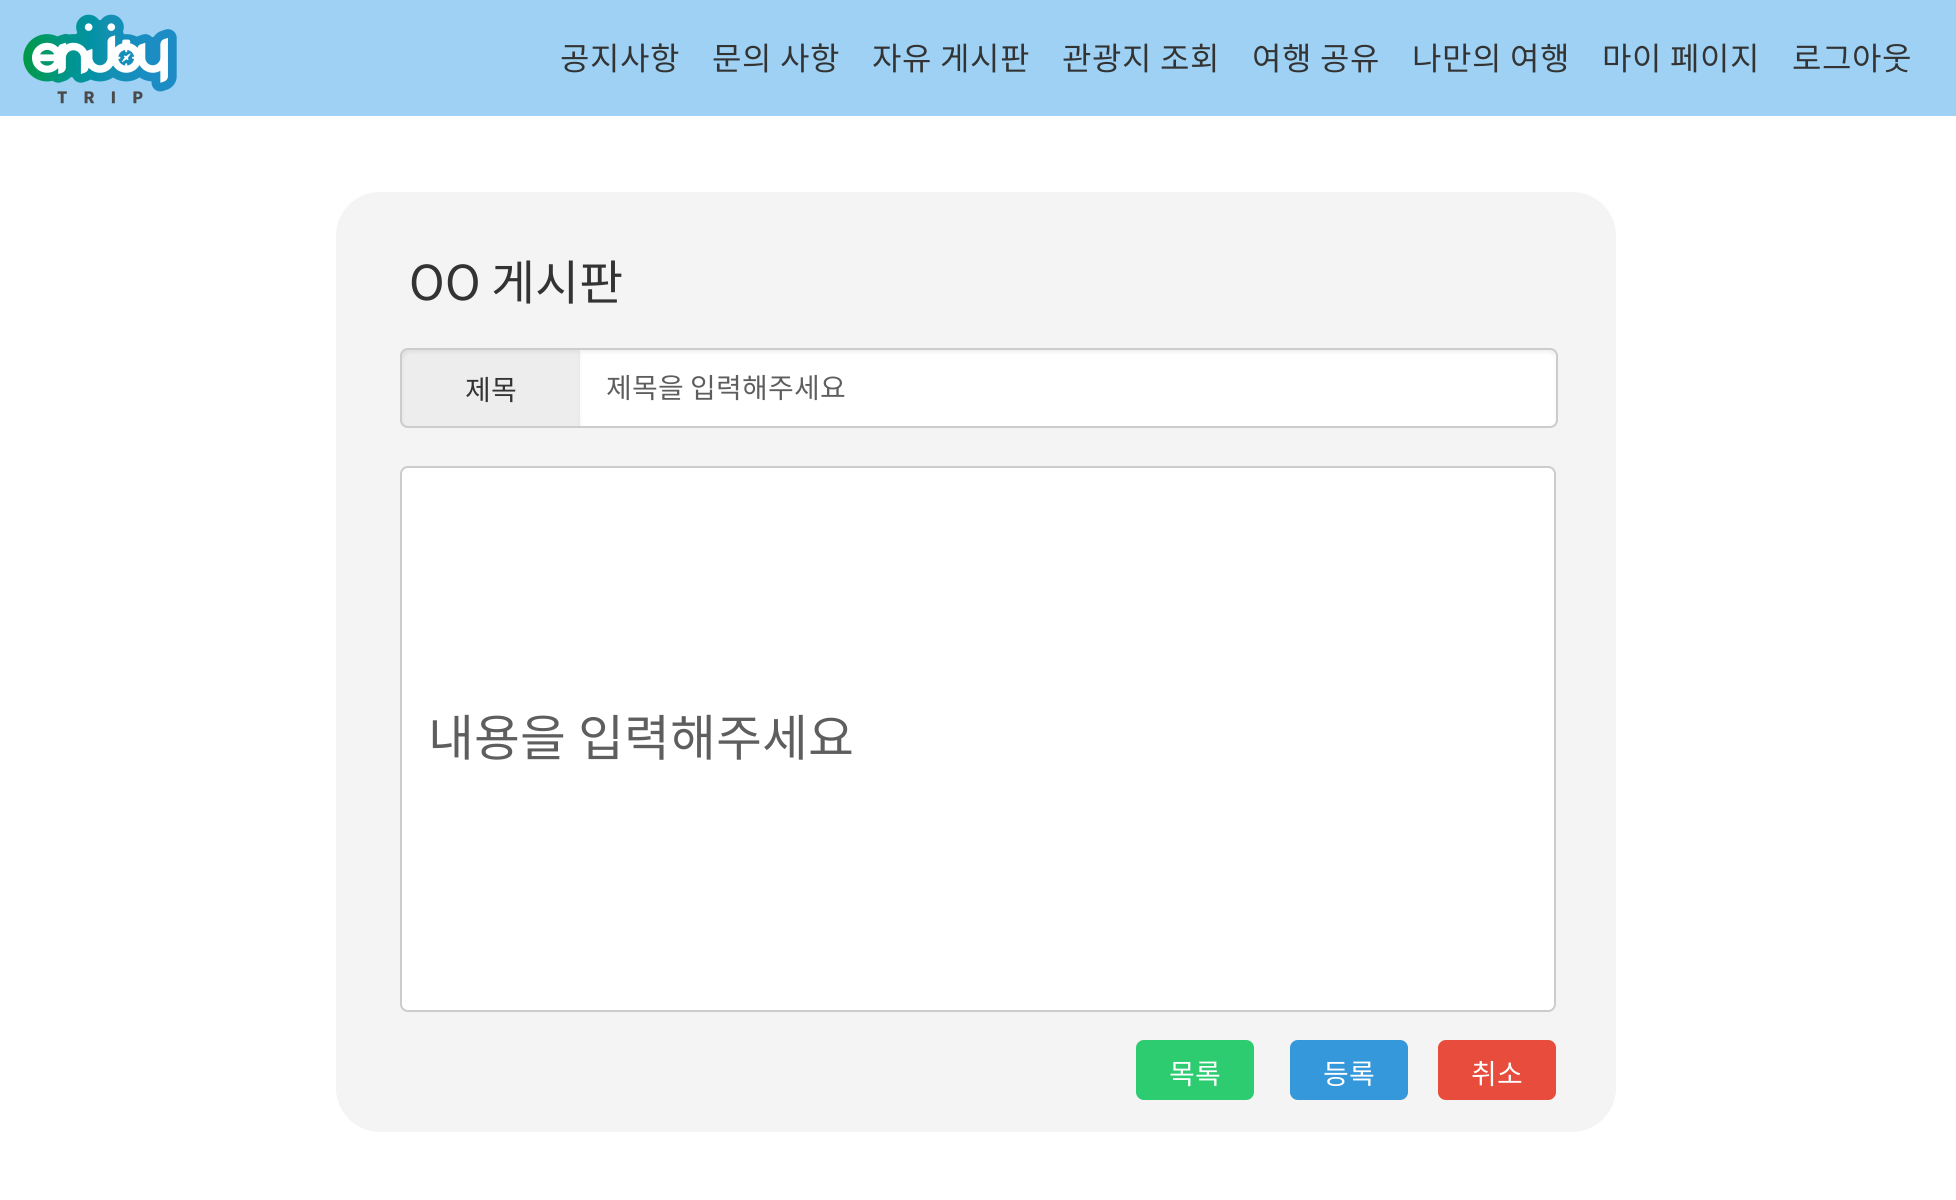 enjoy
TRIP
공지사항 문의 사항 자유 게시판 관광지 조회 여행 공유 나만의 여행 마이 페이지 로그아웃
OO 게시판
제목 제목을 입력해주세요
내용을 입력해주세요
목록 등록 취소